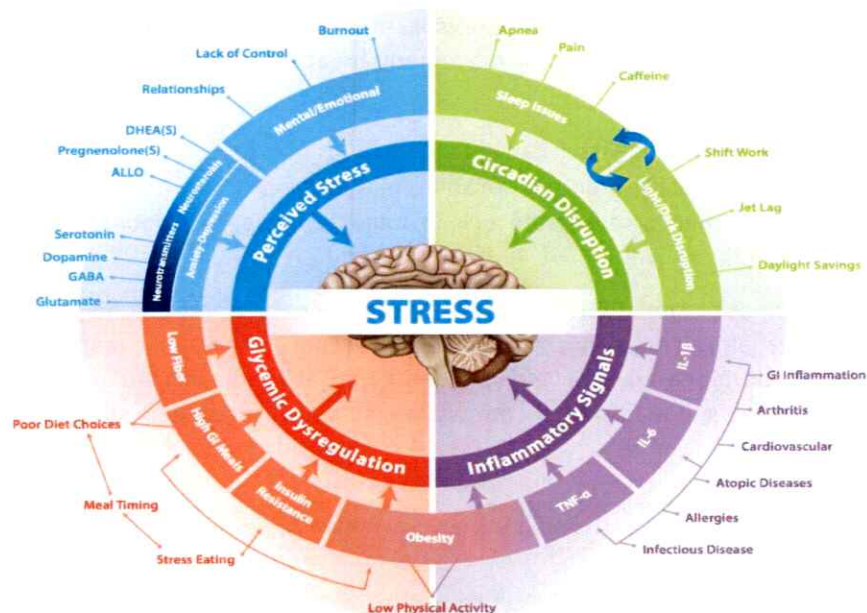 Burnout
Lack of Control
Relationships
Mental/Emotional
DHEA(S)
Pregnenolone(S)
ALLO
Neurosteroids
Serotonin
Dopamine
GABA
Glutamate
Neurotransmitters
Anxiety-Depression
Perceived Stress
Apnea
Pain
Caffeine
Sleep Issues
Shift Work
Jet Lag
Daylight Savings
Light/Dark Disruption
Circadian Disruption
STRESS
Low Fiber
High GI Meals
Insulin
Resistance
Obesity
Glycemic Dysregulation
Poor Diet Choices
Meal Timing
Stress Eating
Low Physical Activity
IL-1β
IL-6
TNF-α
Inflammatory Signals
GI Inflammation
Arthritis
Cardiovascular
Atopic Diseases
Allergies
Infectious Disease